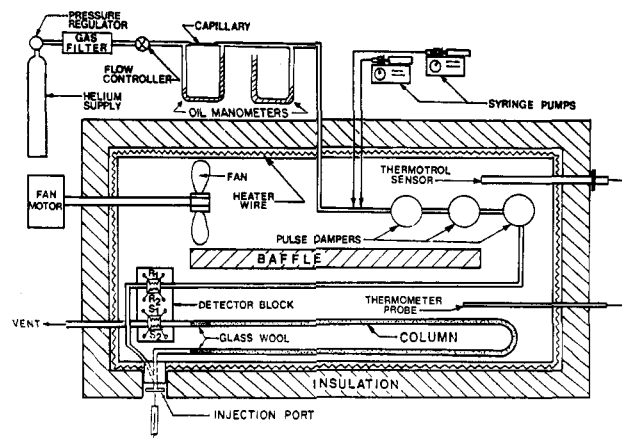 PRESSURE
REGULATOR
GAS
FILTER
CAPILLARY
FLOW
CONTROLLER
HELIUM
SUPPLY
OIL MANOMETERS
SYRINGE PUMPS
FAN
HEATER
WIRE
THERMOTROL
SENSOR
FAN
MOTOR
PULSE DAMPERS
BAFFLE
R1
R2
S1
S2
DETECTOR BLOCK
THERMOMETER
PROBE
VENT
GLASS WOOL
COLUMN
INSULATION
INJECTION PORT